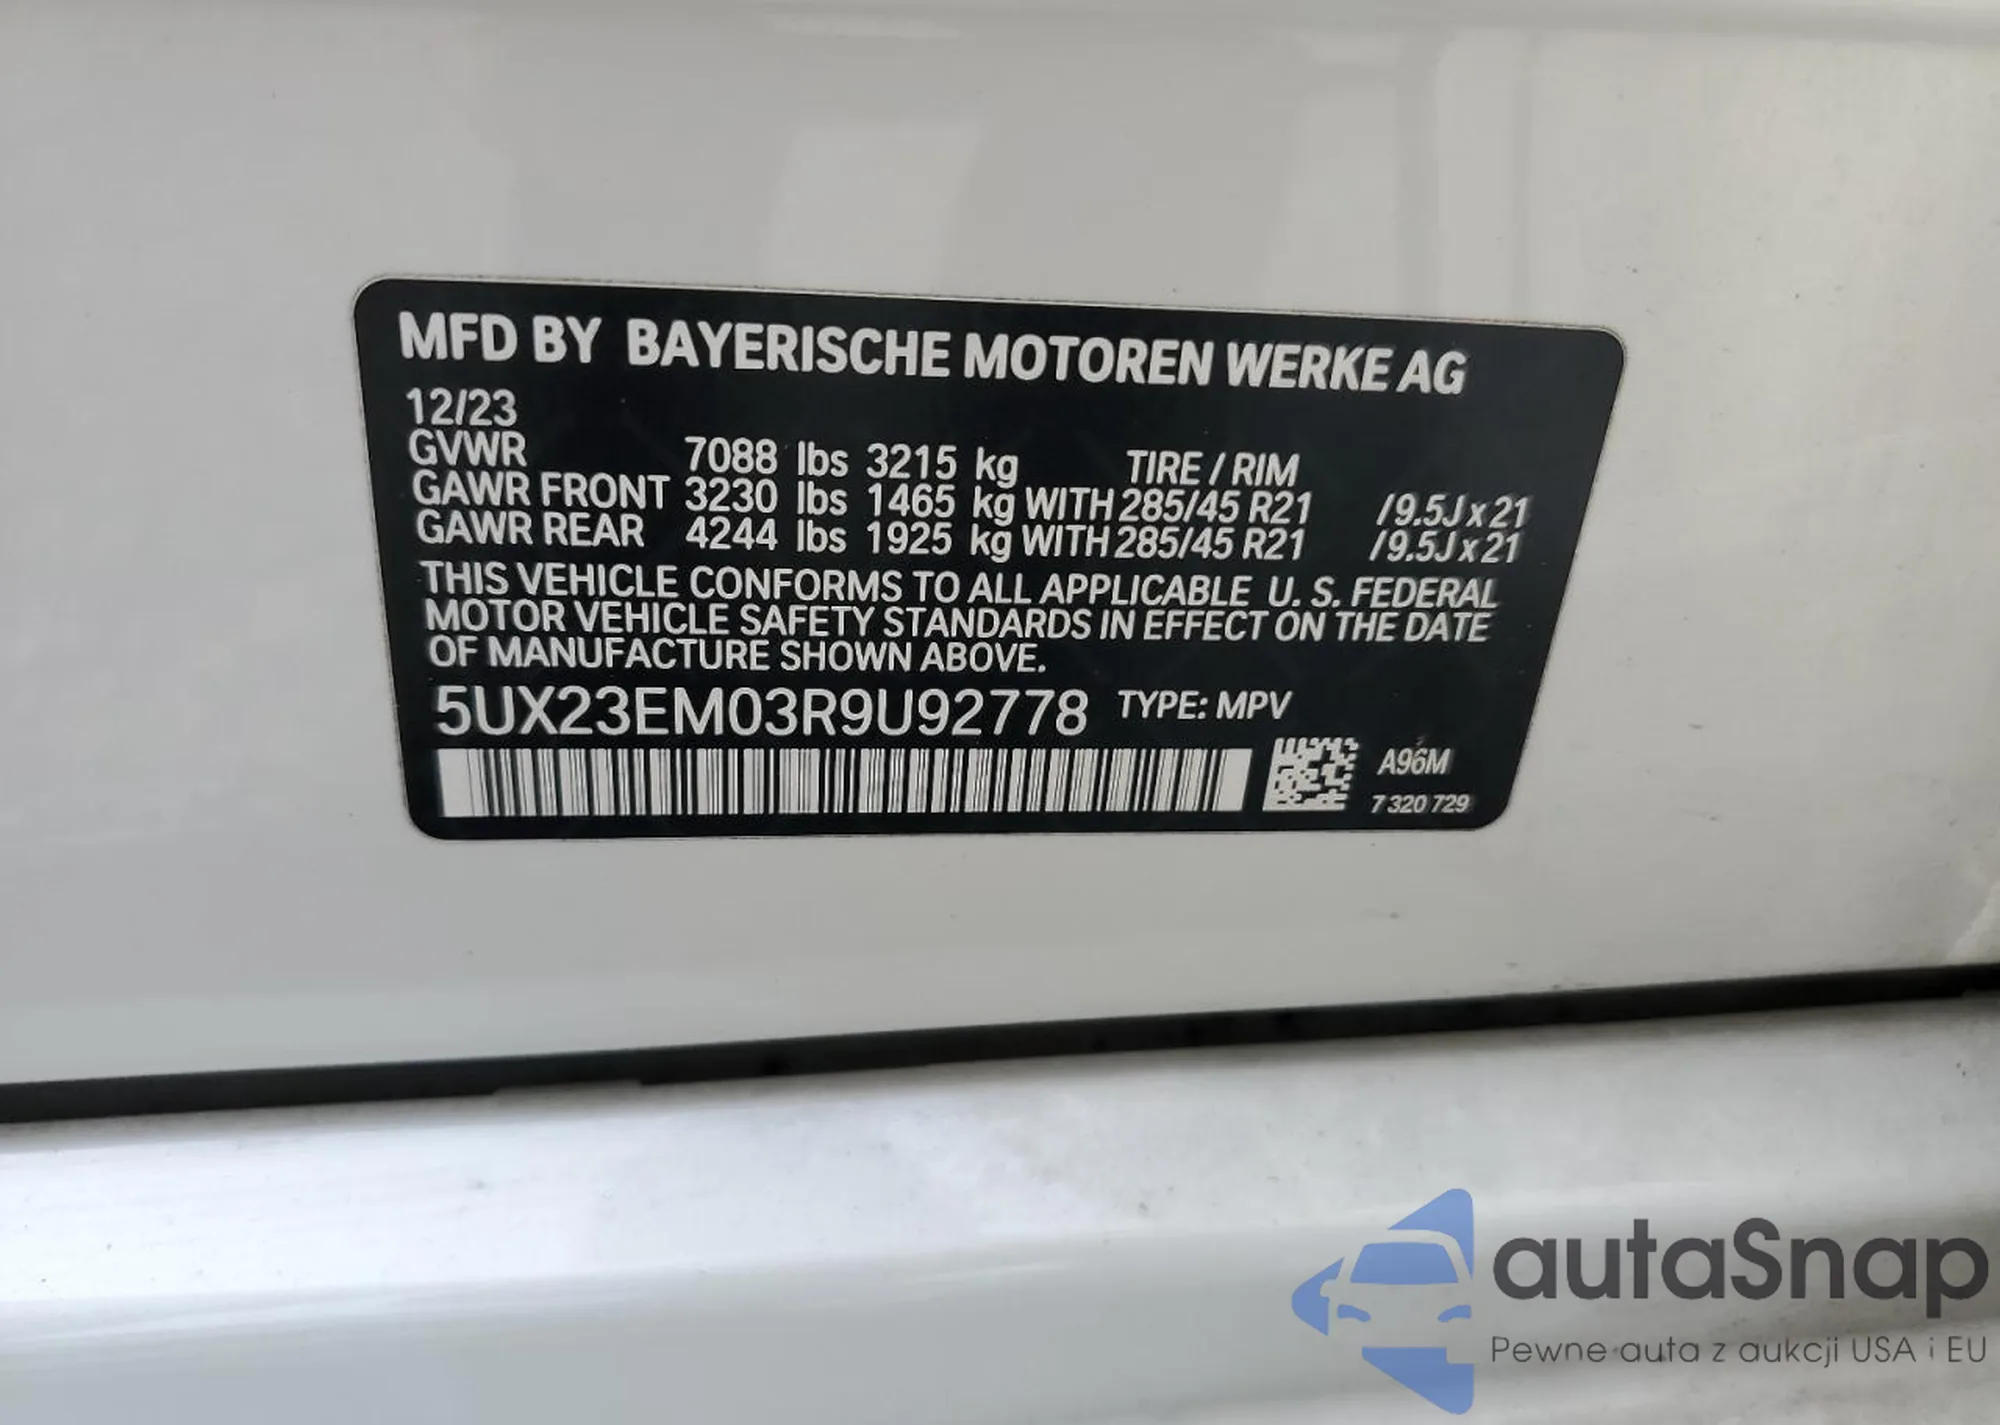 MFD BY BAYERISCHE MOTOREN WERKE AG
12/23
GVWR 7088 lbs 3215 kg TIRE / RIM
GAWR FRONT 3230 lbs 1465 kg WITH 285/45 R21 /9.5J x 21
GAWR REAR 4244 lbs 1925 kg WITH 285/45 R21 /9.5J x 21
THIS VEHICLE CONFORMS TO ALL APPLICABLE U. S. FEDERAL
MOTOR VEHICLE SAFETY STANDARDS IN EFFECT ON THE DATE
OF MANUFACTURE SHOWN ABOVE.
5UX23EM03R9U92778 TYPE: MPV
A96M
7 320 729
autaSnap
Pewne auta z aukcji USA i EU